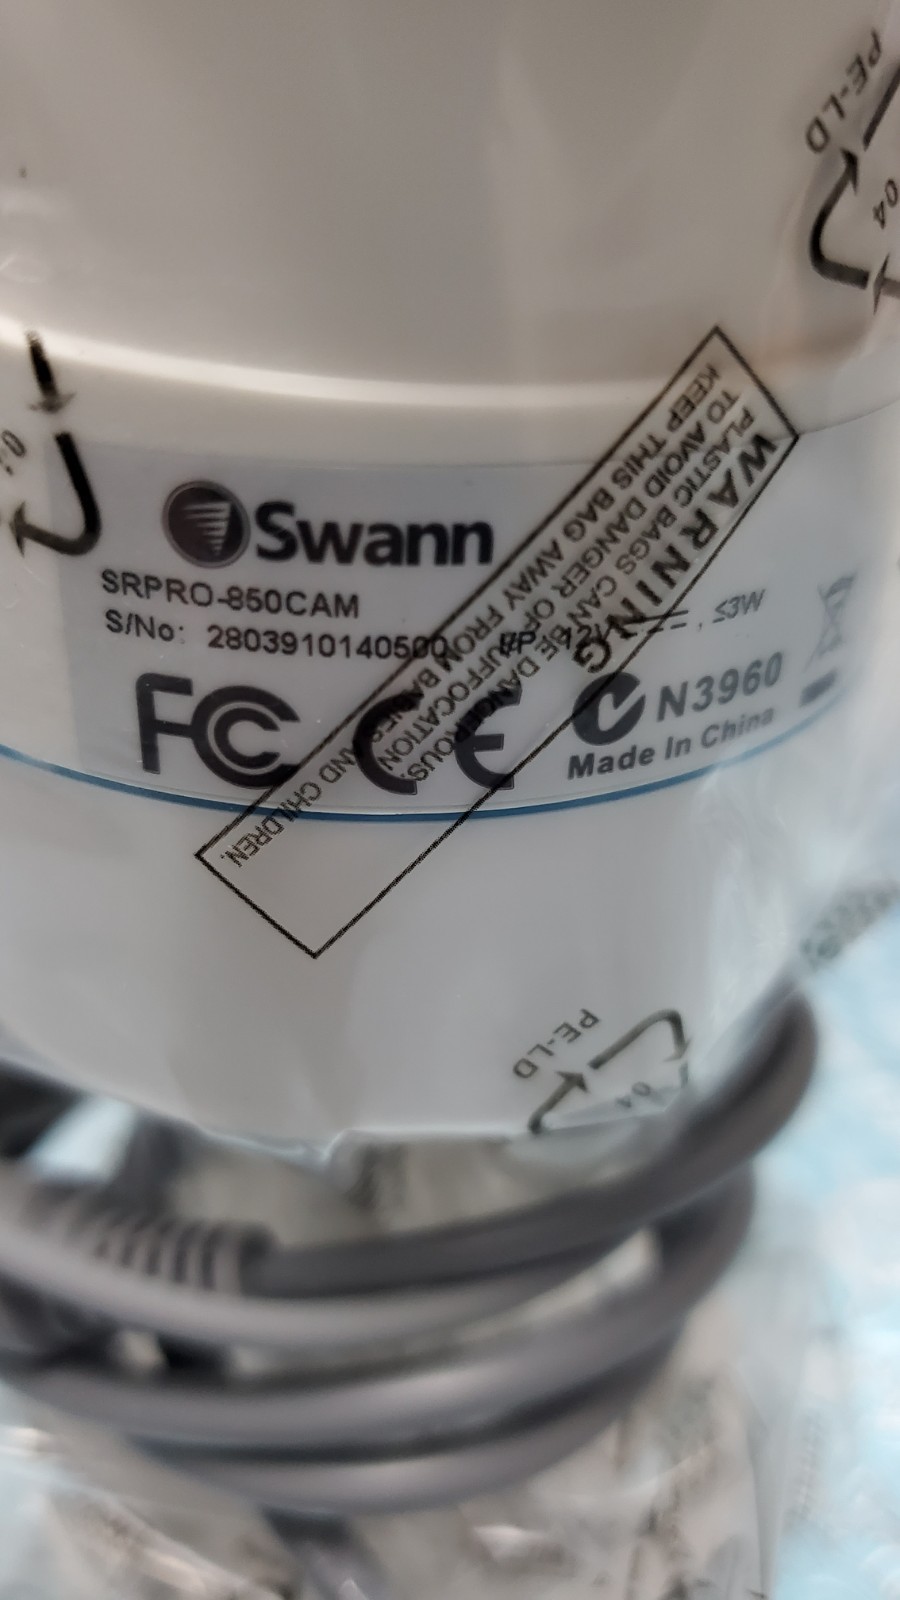 PE-LD
04
Swann
SRPRO-850CAM
S/No: 2803910140500 I/P: 12V , ≤3W
FC CE N3960
Made In China
WARNING
PLASTIC BAGS CAN BE DANGEROUS.
TO AVOID DANGER OF SUFFOCATION,
KEEP THIS BAG AWAY FROM BABIES AND CHILDREN.
PE-LD
04